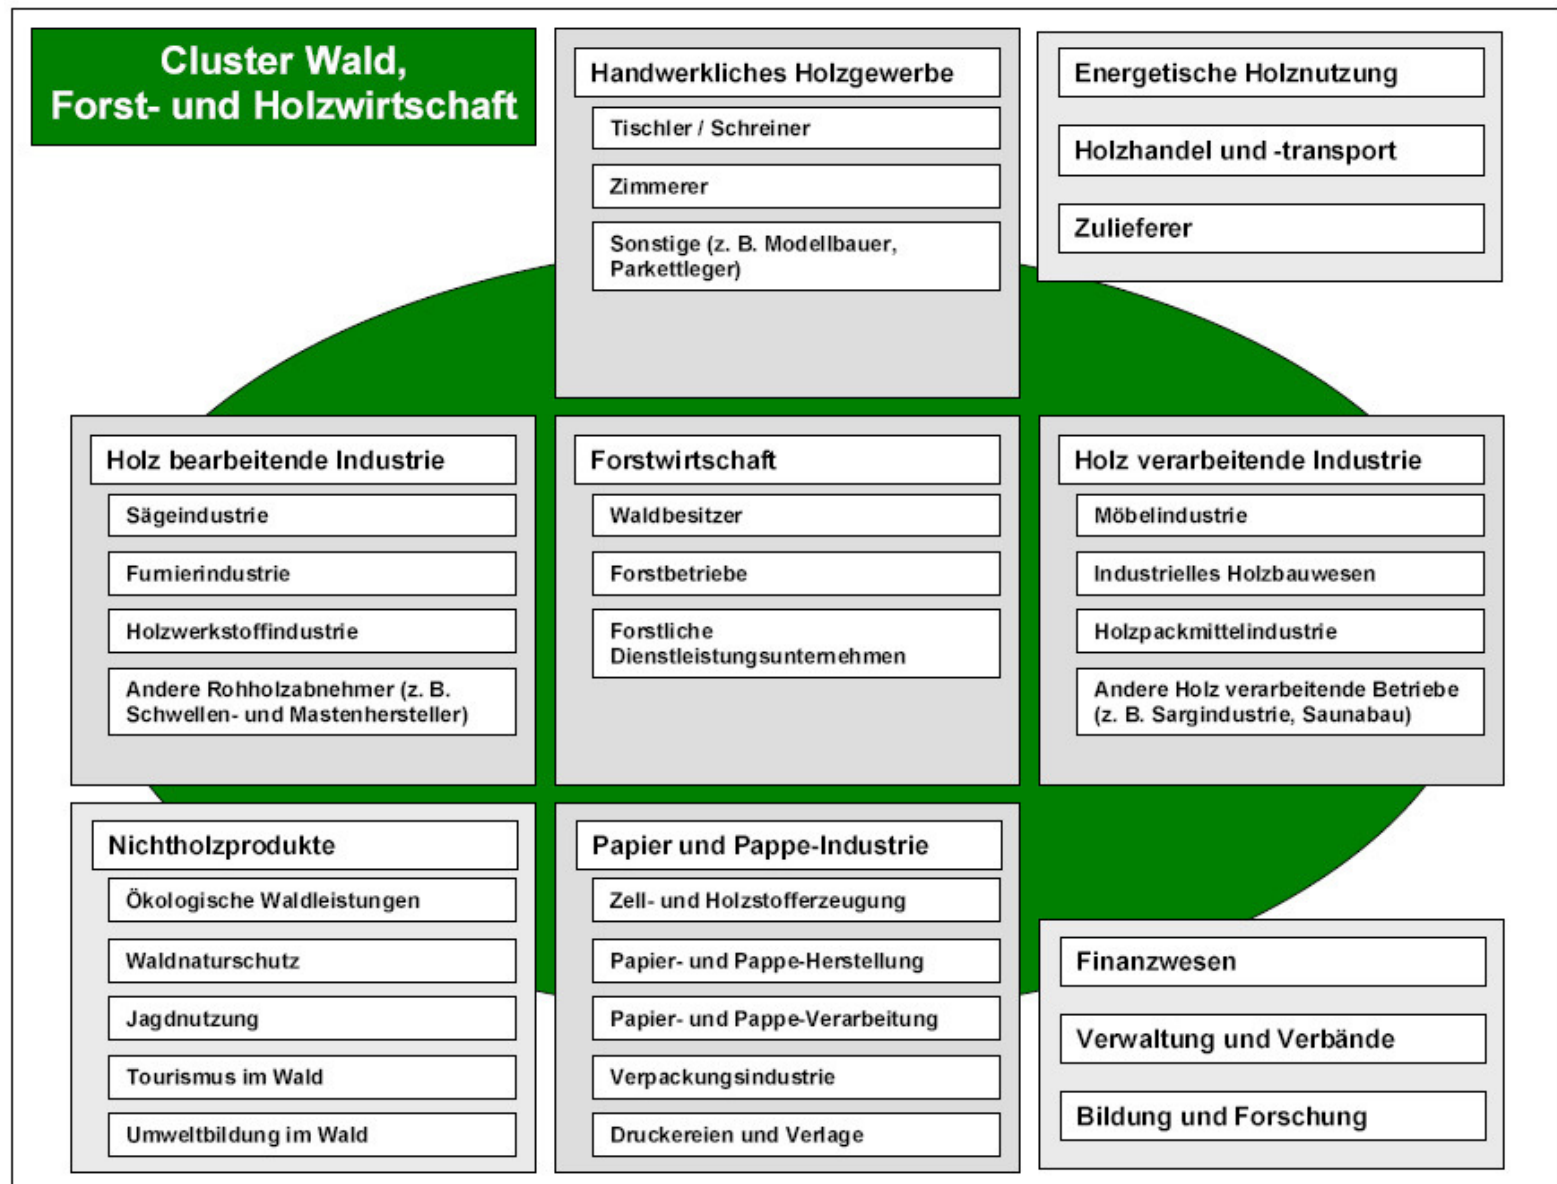 Cluster Wald,
Forst- und Holzwirtschaft
Handwerkliches Holzgewerbe
Tischler / Schreiner
Zimmerer
Sonstige (z. B. Modellbauer,
Parkettleger)
Energetische Holznutzung
Holzhandel und -transport
Zulieferer
Holz bearbeitende Industrie
Sägeindustrie
Furnierindustrie
Holzwerkstoffindustrie
Andere Rohholzabnehmer (z. B.
Schwellen- und Mastenhersteller)
Forstwirtschaft
Waldbesitzer
Forstbetriebe
Forstliche
Dienstleistungsunternehmen
Holz verarbeitende Industrie
Möbelindustrie
Industrielles Holzbauwesen
Holzpackmittelindustrie
Andere Holz verarbeitende Betriebe
(z. B. Sargindustrie, Saunabau)
Nichtholzprodukte
Ökologische Waldleistungen
Waldnaturschutz
Jagdnutzung
Tourismus im Wald
Umweltbildung im Wald
Papier und Pappe-Industrie
Zell- und Holzstofferzeugung
Papier- und Pappe-Herstellung
Papier- und Pappe-Verarbeitung
Verpackungsindustrie
Druckereien und Verlage
Finanzwesen
Verwaltung und Verbände
Bildung und Forschung